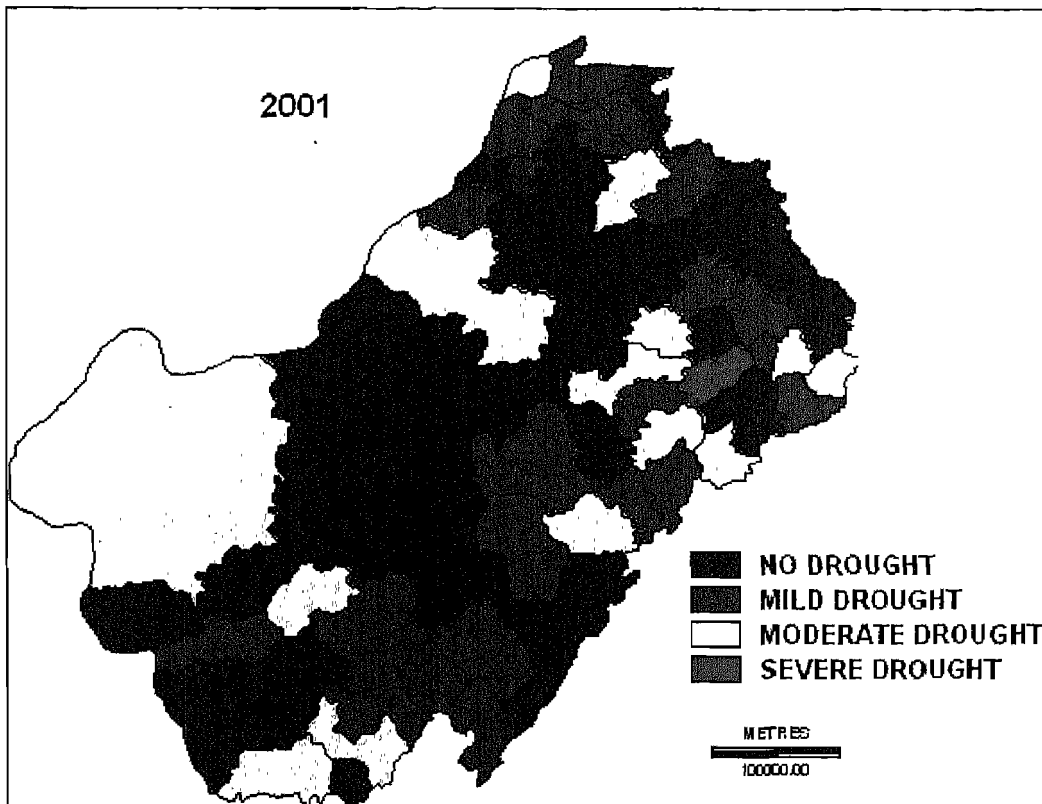 2001
NO DROUGHT
MILD DROUGHT
MODERATE DROUGHT
SEVERE DROUGHT
METRES
100000.00